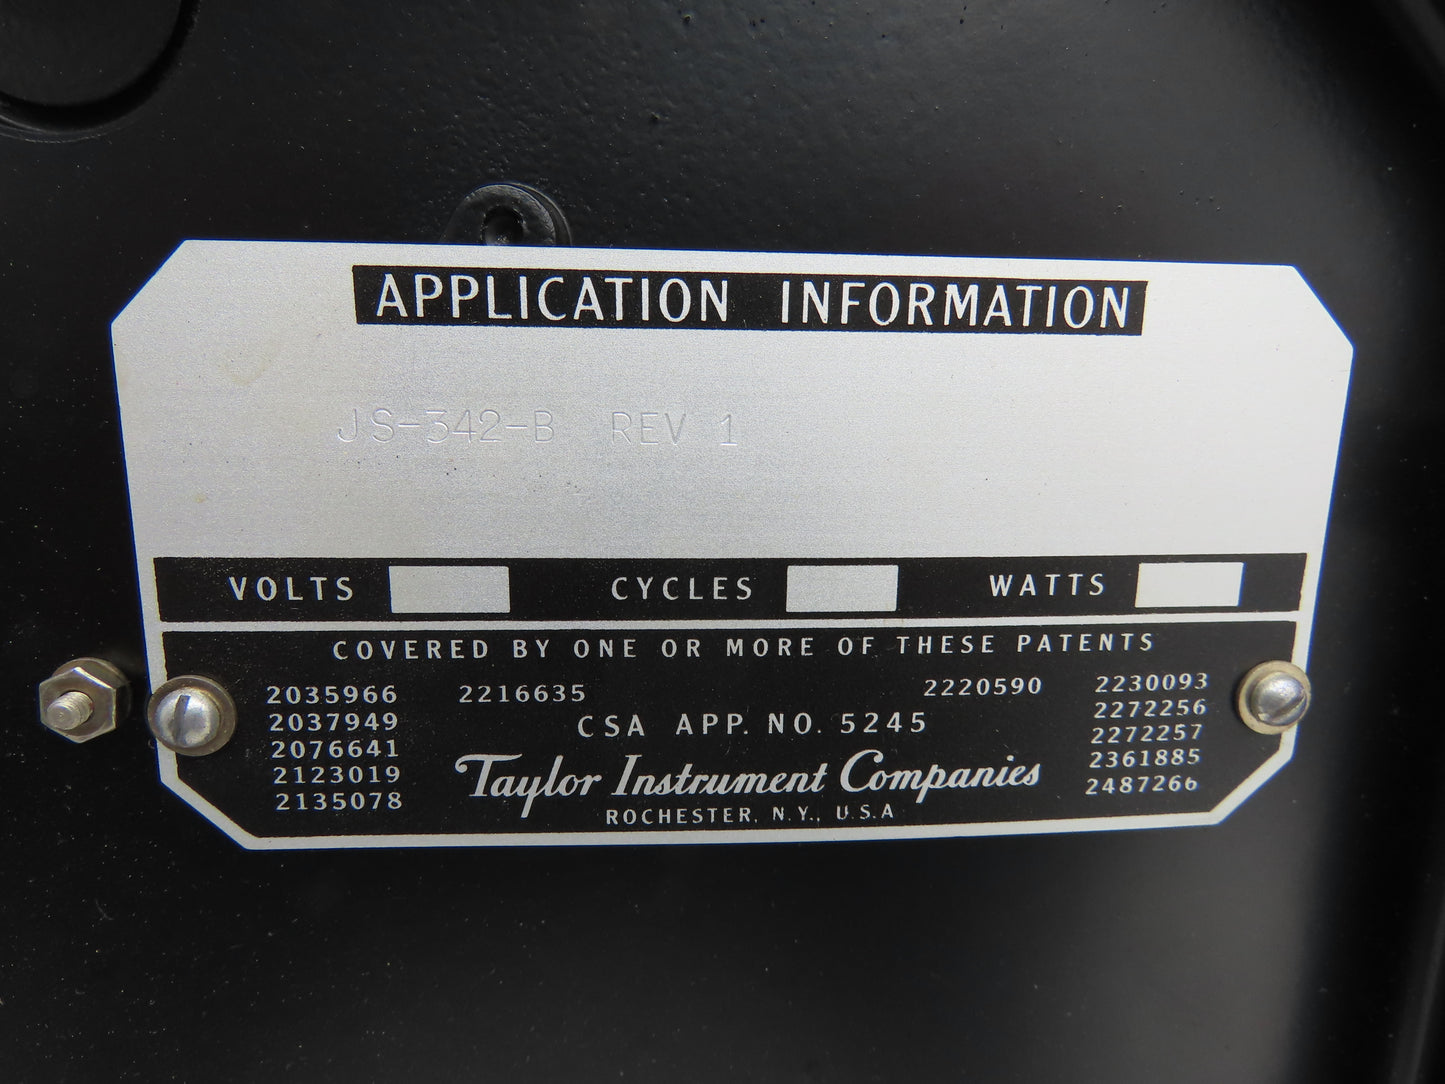 APPLICATION INFORMATION
JS-342-B REV 1
VOLTS CYCLES WATTS
COVERED BY ONE OR MORE OF THESE PATENTS
2035966 2216635 2220590 2230093
2037949 CSA APP. NO. 5245 2272256
2076641 2272257
2123019 Taylor Instrument Companies 2361885
2135078 ROCHESTER, N.Y., U.S.A 2487266